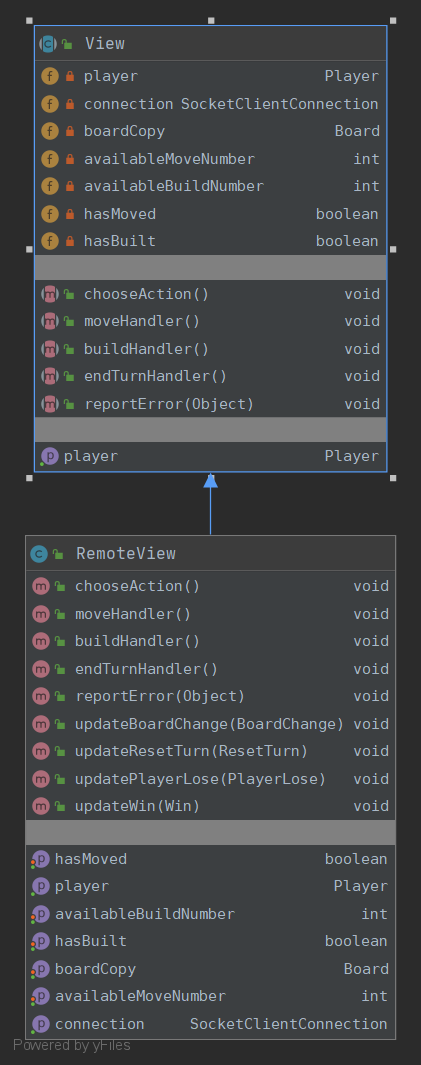 View
player Player
connection SocketClientConnection
boardCopy Board
availableMoveNumber int
availableBuildNumber int
hasMoved boolean
hasBuilt boolean
chooseAction() void
moveHandler() void
buildHandler() void
endTurnHandler() void
reportError(Object) void
player Player
RemoteView
chooseAction() void
moveHandler() void
buildHandler() void
endTurnHandler() void
reportError(Object) void
updateBoardChange(BoardChange) void
updateResetTurn(ResetTurn) void
updatePlayerLose(PlayerLose) void
updateWin(Win) void
hasMoved boolean
player Player
availableBuildNumber int
hasBuilt boolean
boardCopy Board
availableMoveNumber int
connection SocketClientConnection
Powered by yFiles